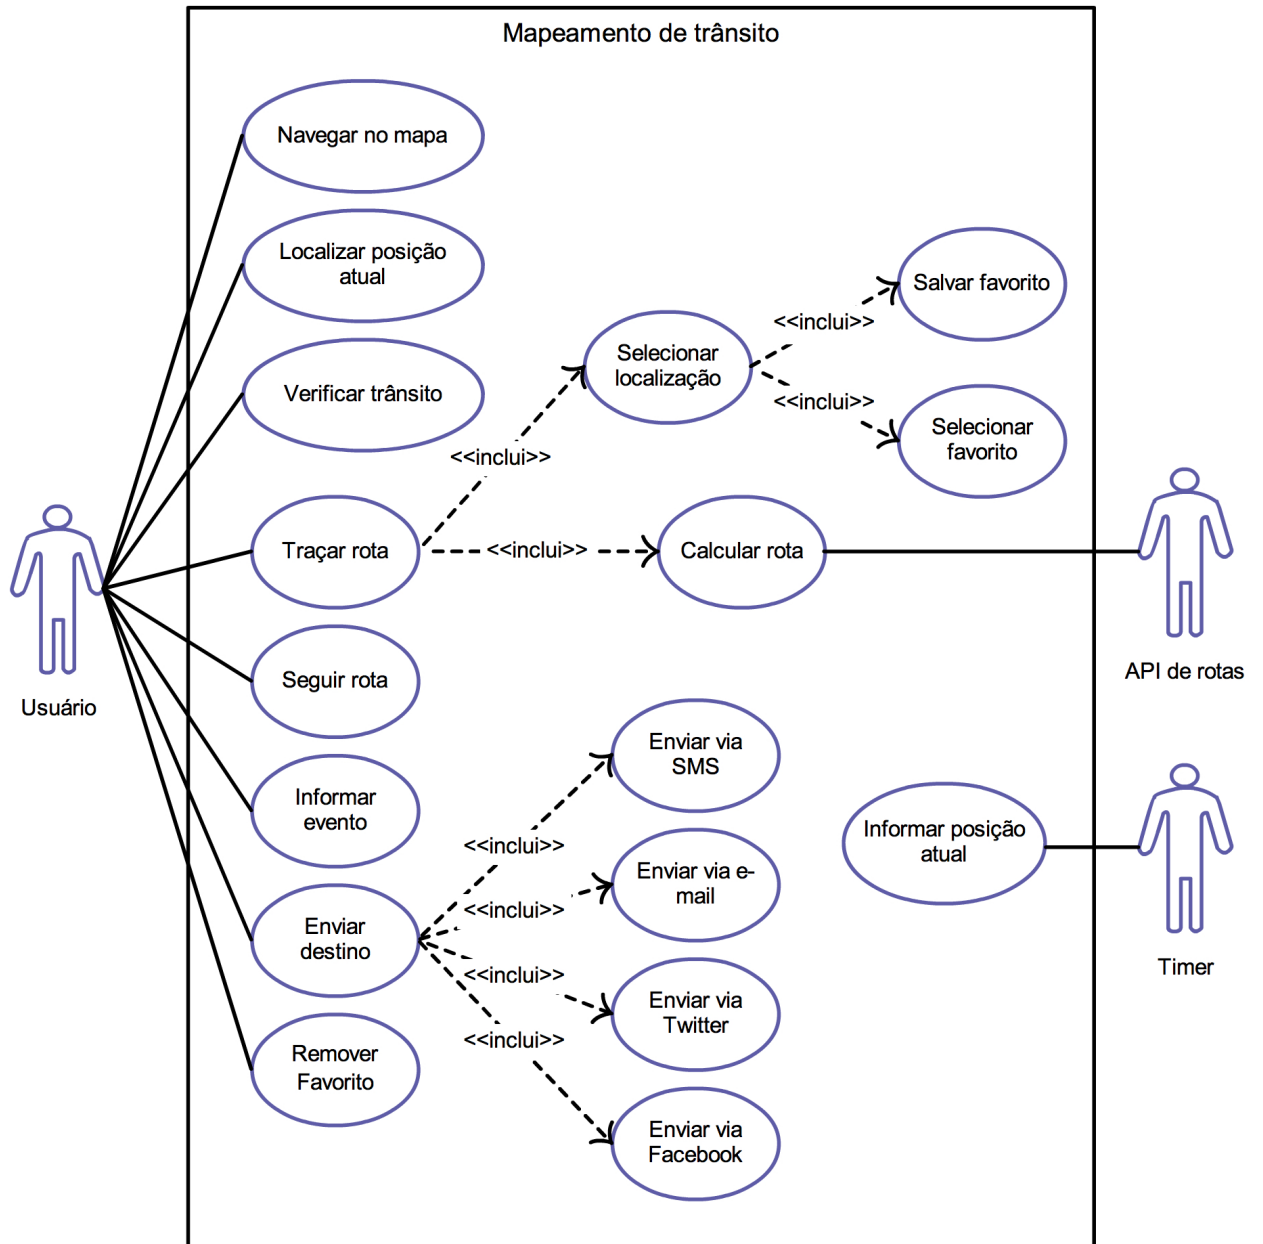 Mapeamento de trânsito
Navegar no mapa
Localizar posição
atual
Verificar trânsito
Traçar rota
Seguir rota
Informar
evento
Enviar
destino
Remover
Favorito
<<inclui>>
<<inclui>>
Selecionar
localização
<<inclui>>
<<inclui>>
Salvar favorito
Selecionar
favorito
Calcular rota
<<inclui>>
<<inclui>>
<<inclui>>
<<inclui>>
Enviar via
SMS
Enviar via e-
mail
Enviar via
Twitter
Enviar via
Facebook
Informar posição
atual
Usuário
API de rotas
Timer